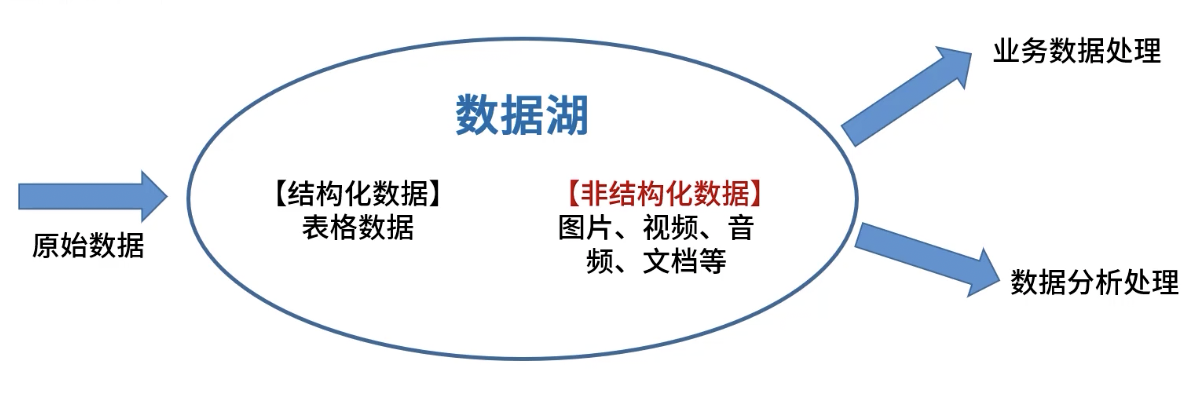 业务数据处理
数据湖
【结构化数据】
表格数据
【非结构化数据】
图片、视频、音
频、文档等
原始数据
数据分析处理